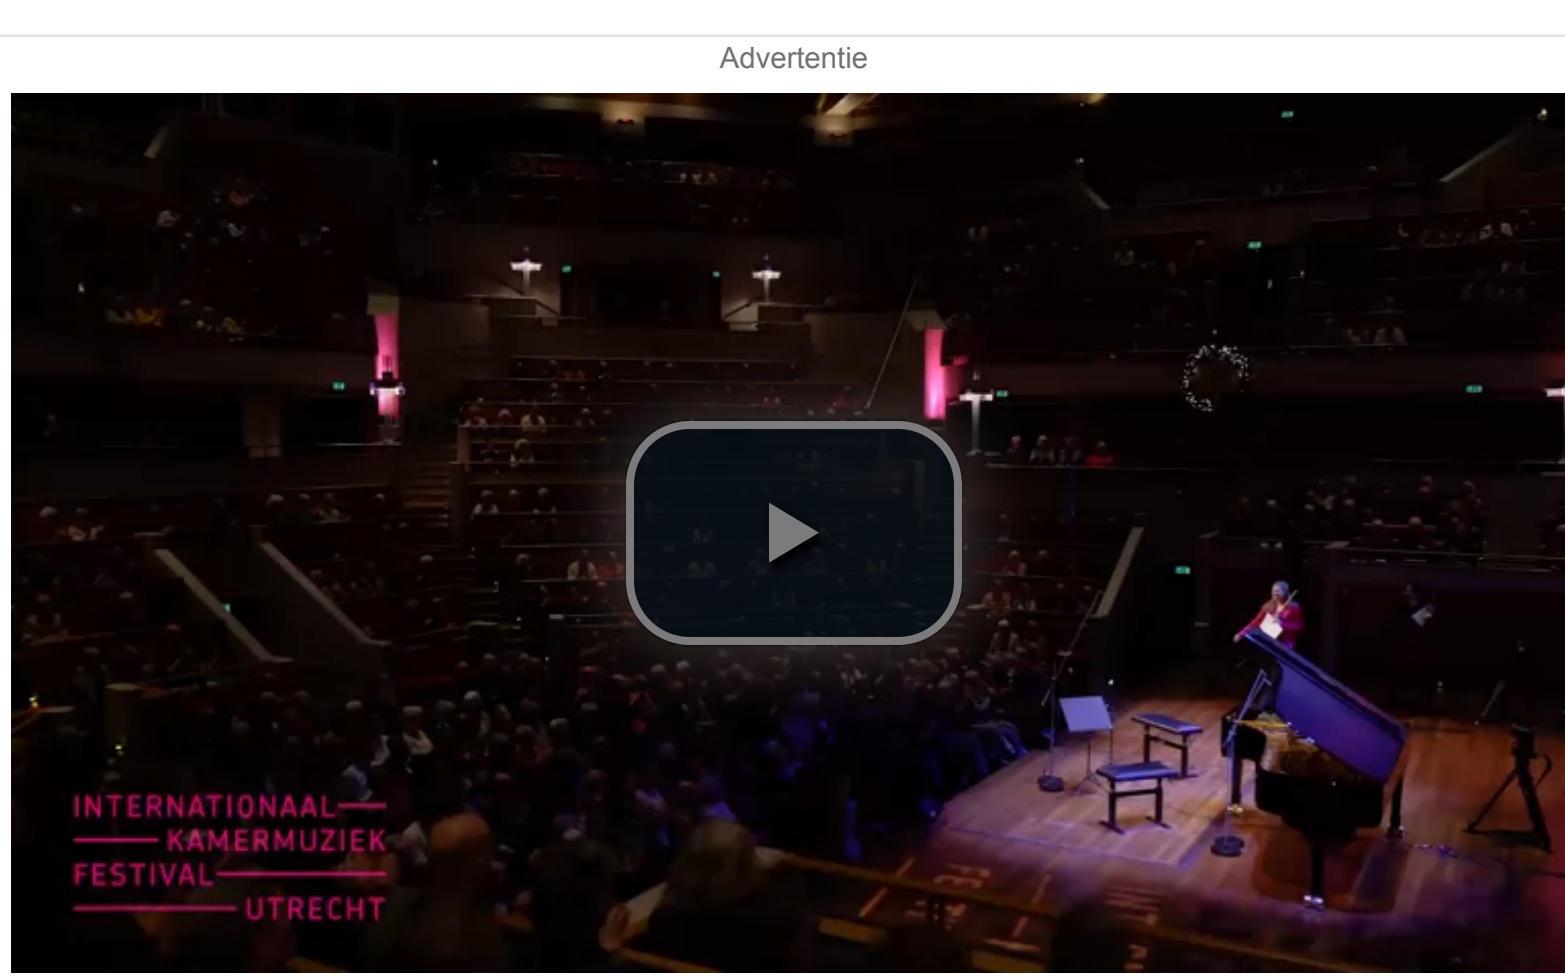 Advertentie
INTERNATIONAAL
KAMERMUZIEK
FESTIVAL
UTRECHT